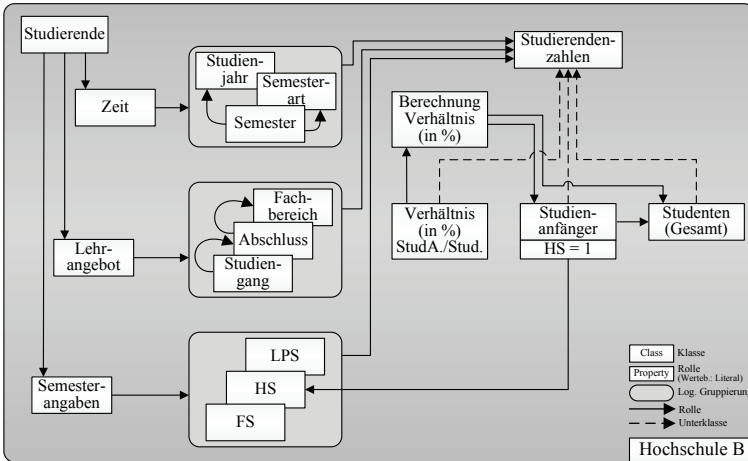 Studierende
Zeit
Studien-
jahr
Semester-
art
Semester
Studierenden-
zahlen
Berechnung
Verhältnis
(in %)
Verhältnis
(in %)
StudA./Stud.
Studien-
anfänger
HS = 1
Studenten
(Gesamt)
Lehr-
angebot
Fach-
bereich
Abschluss
Studien-
gang
Semester-
angaben
LPS
HS
FS
Class Klasse
Property Rolle
(Werteb.: Literal)
Log. Gruppierung
Rolle
Unterklasse
Hochschule B